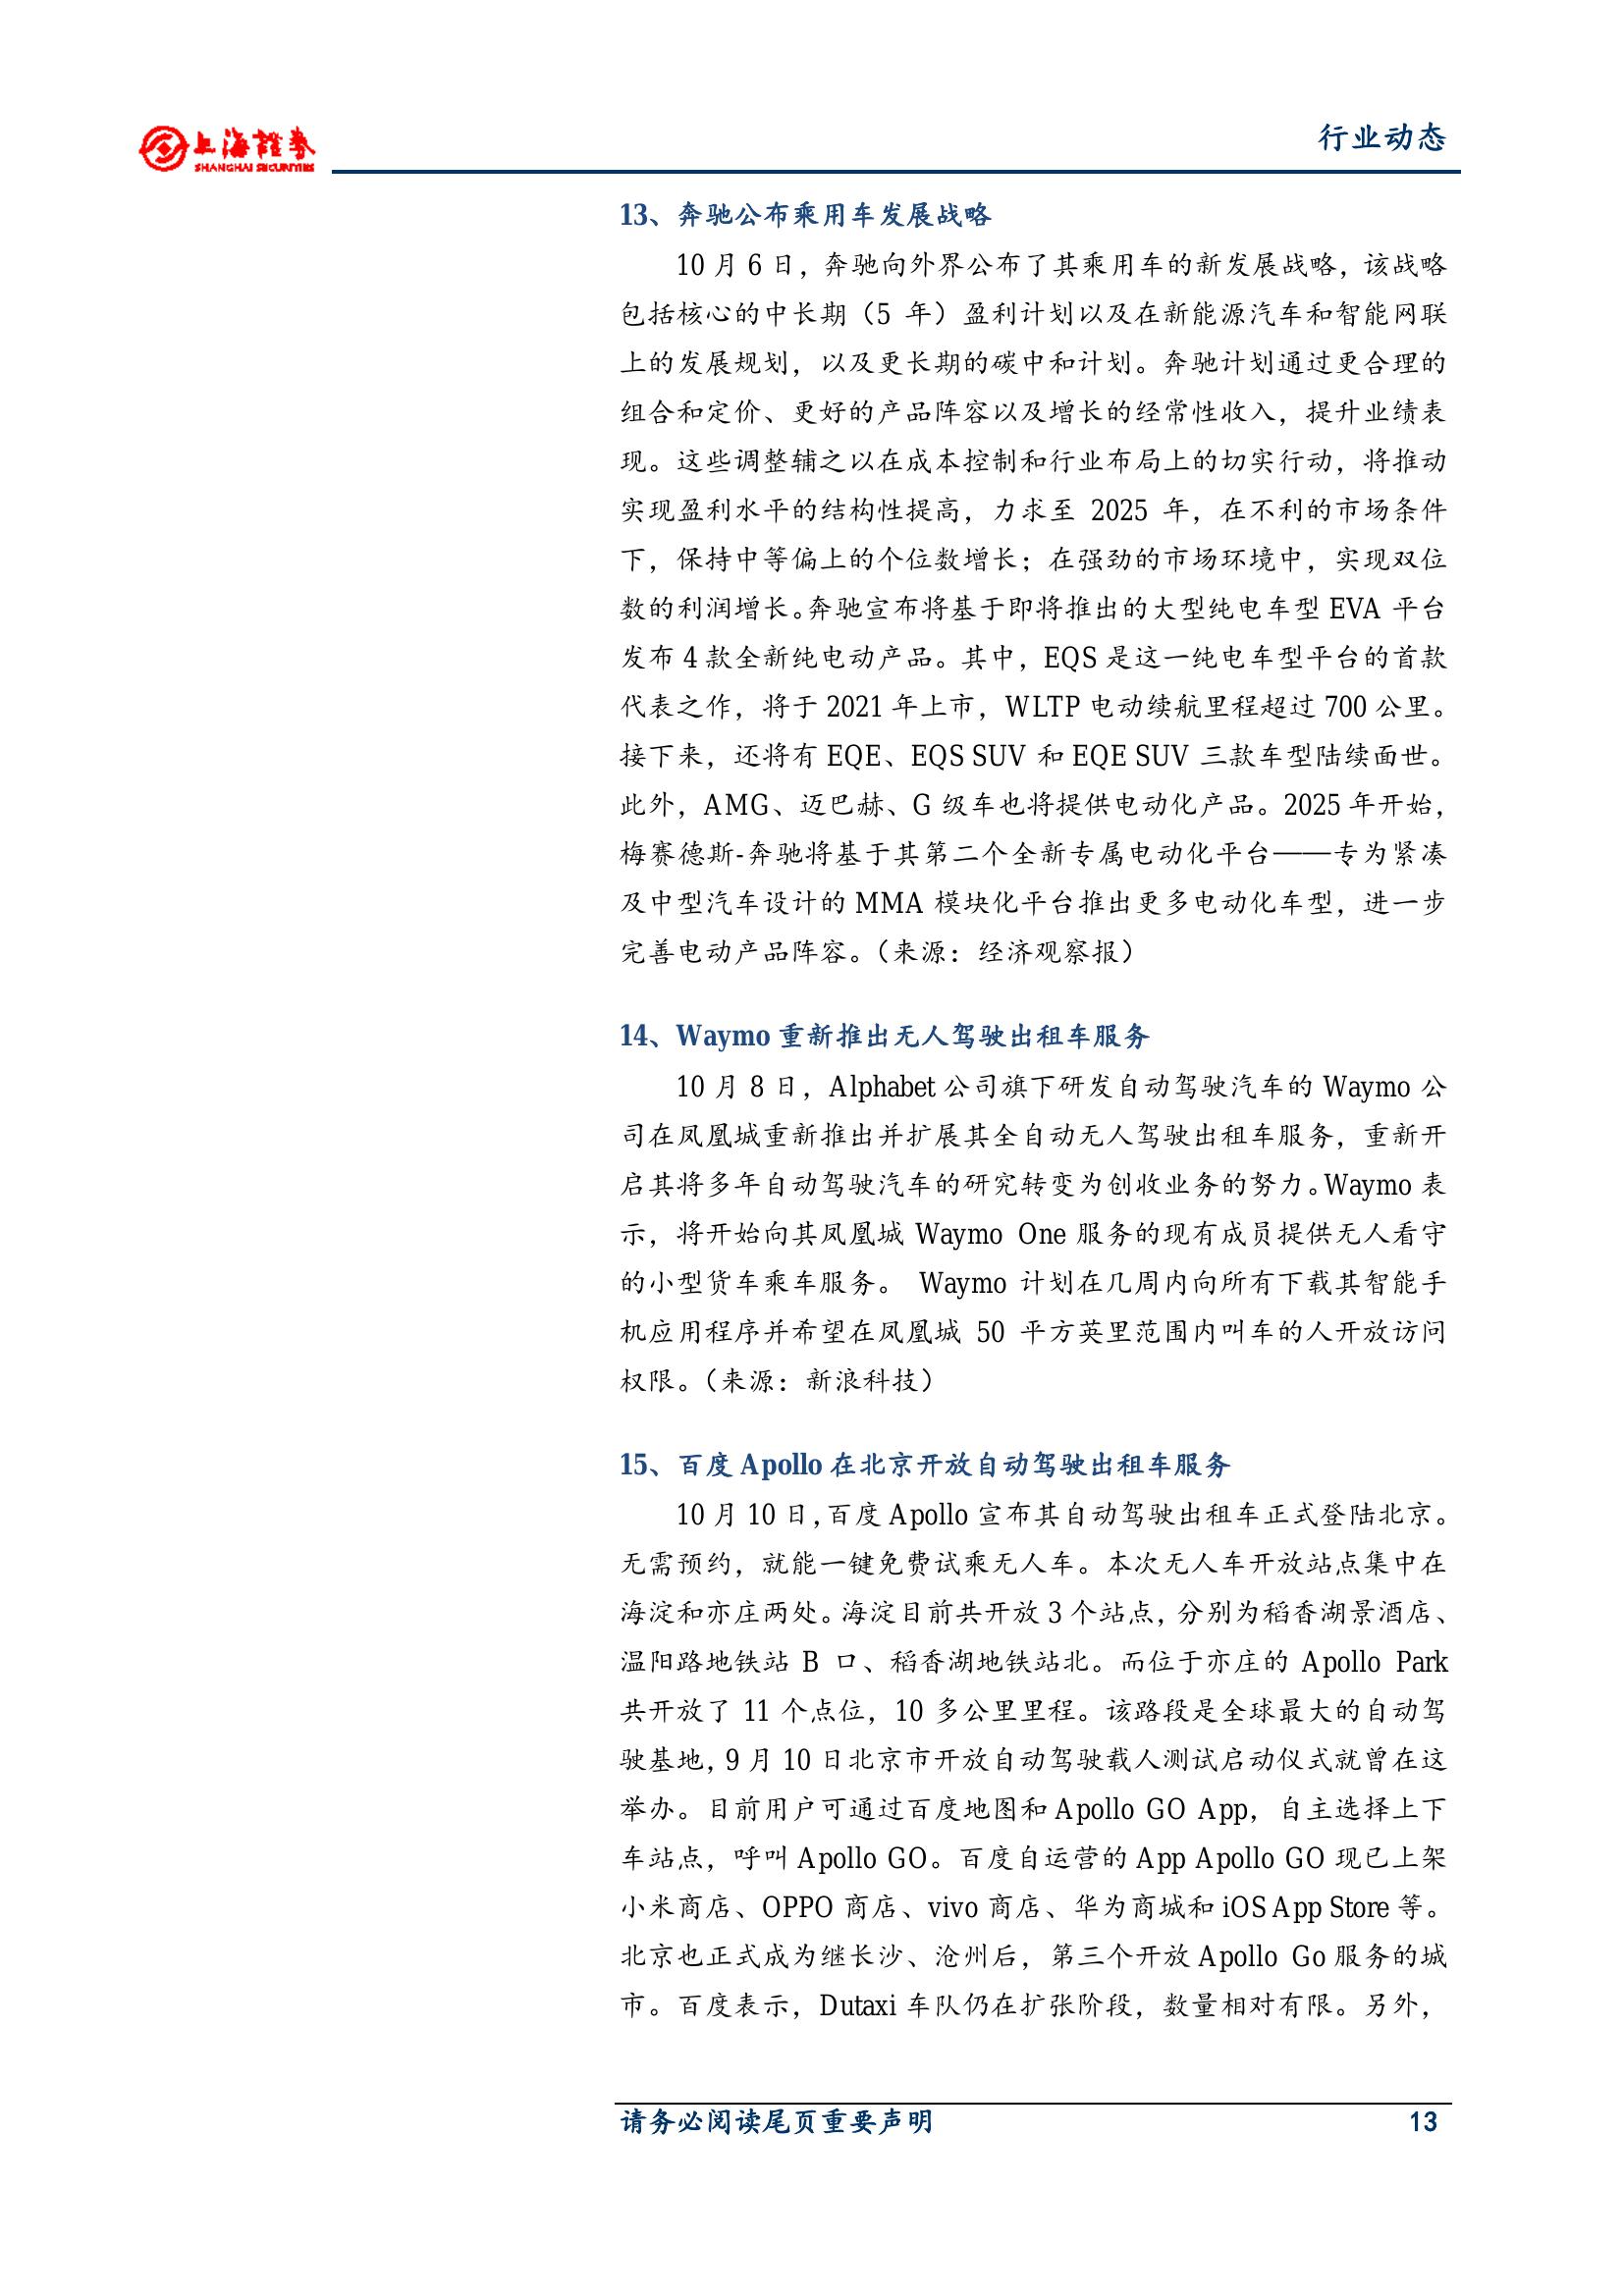 上海證券
SHANGHAI SECURITIES
行业动态
13、奔驰公布乘用车发展战略
10 月 6 日，奔驰向外界公布了其乘用车的新发展战略，该战略
包括核心的中长期（5 年）盈利计划以及在新能源汽车和智能网联
上的发展规划，以及更长期的碳中和计划。奔驰计划通过更合理的
组合和定价、更好的产品阵容以及增长的经常性收入，提升业绩表
现。这些调整辅之以在成本控制和行业布局上的切实行动，将推动
实现盈利水平的结构性提高，力求至 2025 年，在不利的市场条件
下，保持中等偏上的个位数增长；在强劲的市场环境中，实现双位
数的利润增长。奔驰宣布将基于即将推出的大型纯电车型 EVA 平台
发布 4 款全新纯电动产品。其中，EQS 是这一纯电车型平台的首款
代表之作，将于 2021 年上市，WLTP 电动续航里程超过 700 公里。
接下来，还将有 EQE、EQS SUV 和 EQE SUV 三款车型陆续面世。
此外，AMG、迈巴赫、G 级车也将提供电动化产品。2025 年开始，
梅赛德斯-奔驰将基于其第二个全新专属电动化平台——专为紧凑
及中型汽车设计的 MMA 模块化平台推出更多电动化车型，进一步
完善电动产品阵容。（来源：经济观察报）
14、Waymo 重新推出无人驾驶出租车服务
10 月 8 日，Alphabet 公司旗下研发自动驾驶汽车的 Waymo 公
司在凤凰城重新推出并扩展其全自动无人驾驶出租车服务，重新开
启其将多年自动驾驶汽车的研究转变为创收业务的努力。Waymo 表
示，将开始向其凤凰城 Waymo One 服务的现有成员提供无人看守
的小型货车乘车服务。 Waymo 计划在几周内向所有下载其智能手
机应用程序并希望在凤凰城 50 平方英里范围内叫车的人开放访问
权限。（来源：新浪科技）
15、百度 Apollo 在北京开放自动驾驶出租车服务
10 月 10 日，百度 Apollo 宣布其自动驾驶出租车正式登陆北京。
无需预约，就能一键免费试乘无人车。本次无人车开放站点集中在
海淀和亦庄两处。海淀目前共开放 3 个站点，分别为稻香湖景酒店、
温阳路地铁站 B 口、稻香湖地铁站北。而位于亦庄的 Apollo Park
共开放了 11 个点位，10 多公里里程。该路段是全球最大的自动驾
驶基地，9 月 10 日北京市开放自动驾驶载人测试启动仪式就曾在这
举办。目前用户可通过百度地图和 Apollo GO App，自主选择上下
车站点，呼叫 Apollo GO。百度自运营的 App Apollo GO 现已上架
小米商店、OPPO 商店、vivo 商店、华为商城和 iOS App Store 等。
北京也正式成为继长沙、沧州后，第三个开放 Apollo Go 服务的城
市。百度表示，Dutaxi 车队仍在扩张阶段，数量相对有限。另外，
请务必阅读尾页重要声明 13